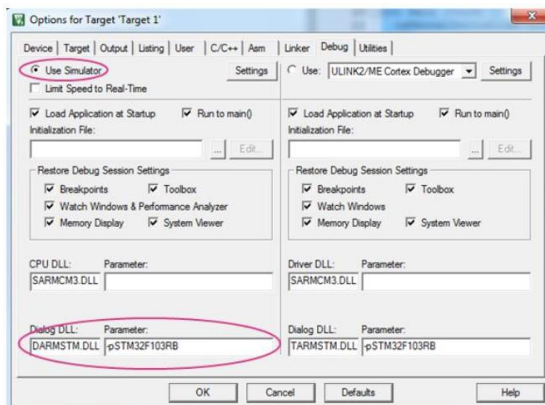 Options for Target 'Target 1'
Device Target Output Listing User C/C++ Asm Linker Debug Utilities
Use Simulator Settings Use: ULINK2/ME Cortex Debugger Settings
Limit Speed to Real-Time
Load Application at Startup Run to main() Load Application at Startup Run to main()
Initialization File: Initialization File:
... Edit... ... Edit...
Restore Debug Session Settings Restore Debug Session Settings
Breakpoints Toolbox Breakpoints Toolbox
Watch Windows & Performance Analyzer Watch Windows
Memory Display System Viewer Memory Display System Viewer
CPU DLL: Parameter: Driver DLL: Parameter:
SARMCM3.DLL SARMCM3.DLL
Dialog DLL: Parameter: Dialog DLL: Parameter:
DARMSTM.DLL -pSTM32F103RB TARMSTM.DLL -pSTM32F103RB
OK Cancel Defaults Help